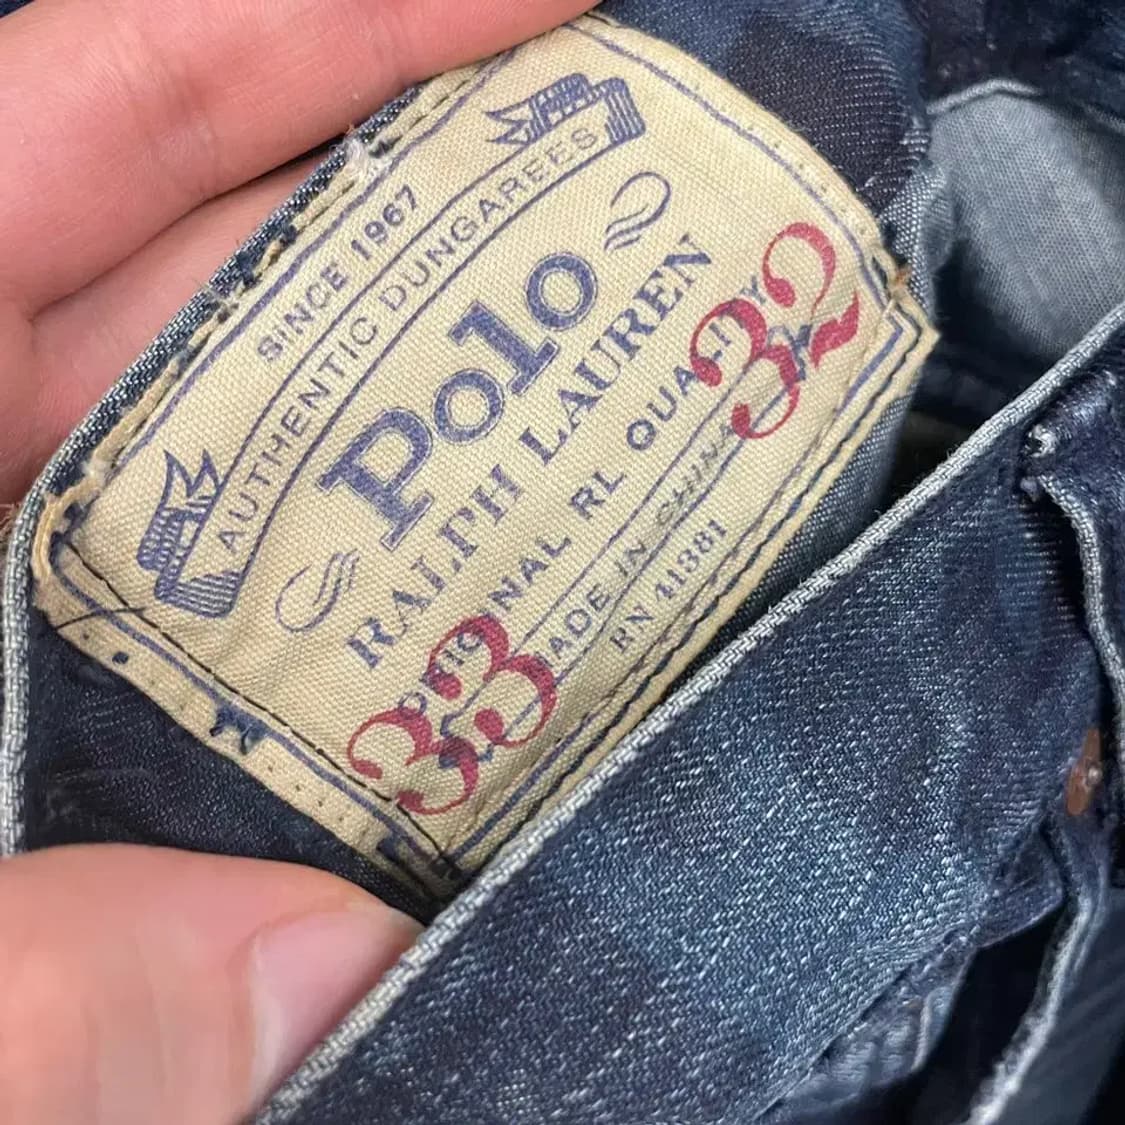 SINCE 1967
AUTHENTIC DUNGAREES
Polo
RALPH LAUREN
ORIGINAL RL QUALITY
33 32
MADE IN CHINA
RN 41381